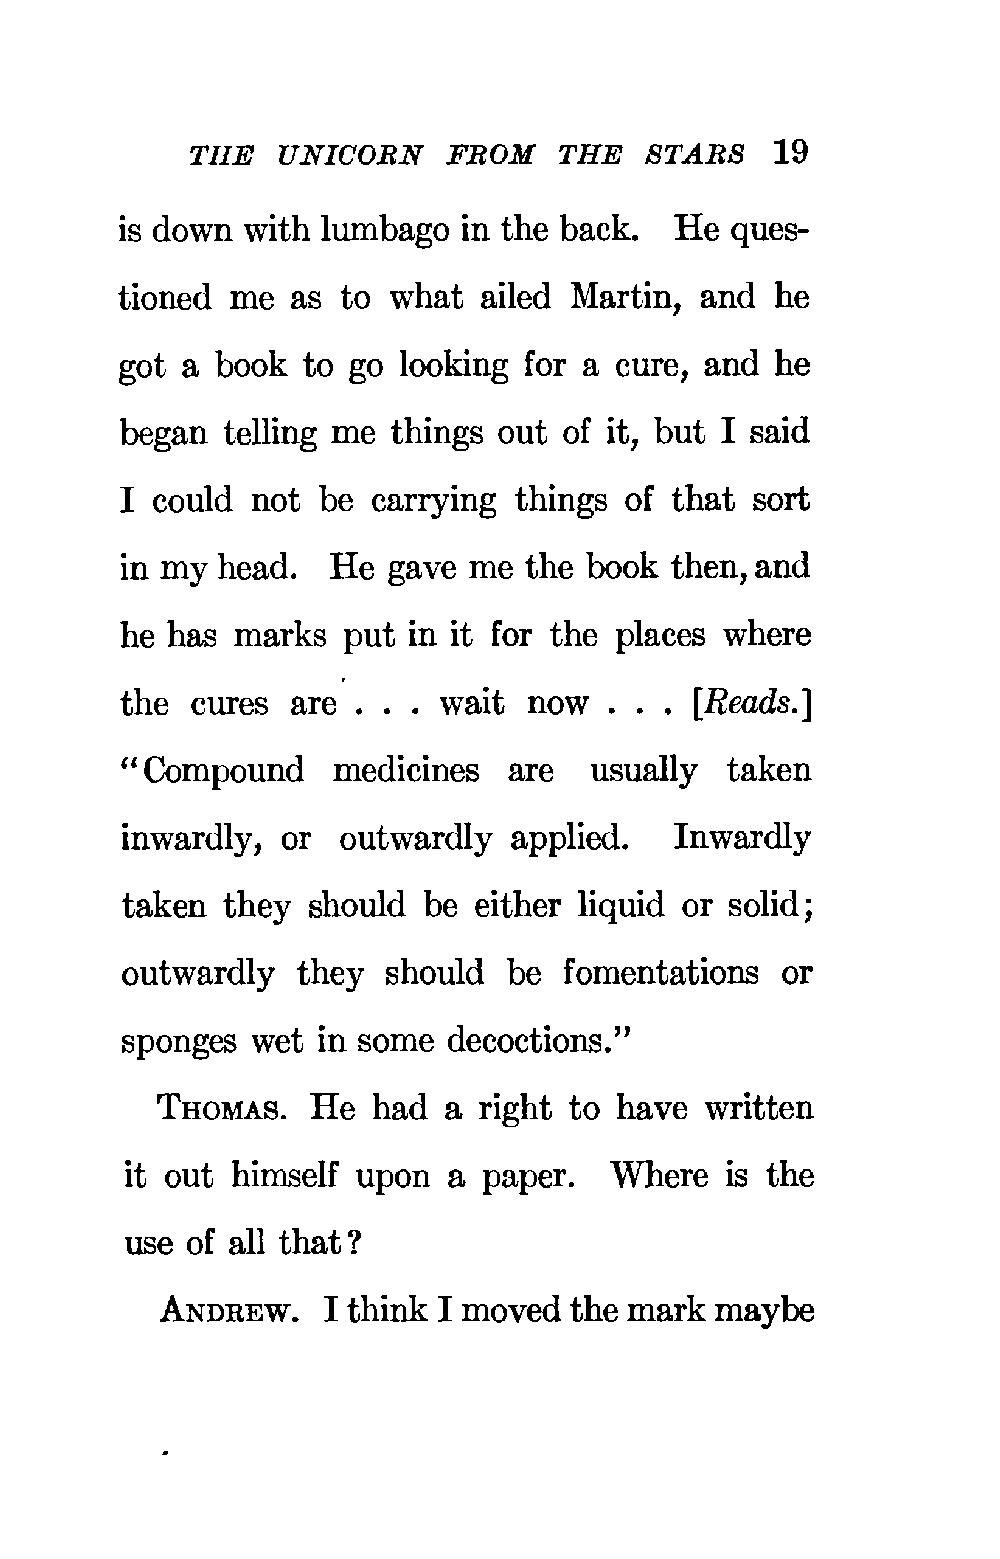 THE UNICORN FROM THE STARS 19
is down with lumbago in the back. He ques-
tioned me as to what ailed Martin, and he
got a book to go looking for a cure, and he
began telling me things out of it, but I said
I could not be carrying things of that sort
in my head. He gave me the book then, and
he has marks put in it for the places where
the cures are . . . wait now . . . [Reads.]
"Compound medicines are usually taken
inwardly, or outwardly applied. Inwardly
taken they should be either liquid or solid;
outwardly they should be fomentations or
sponges wet in some decoctions."
THOMAS. He had a right to have written
it out himself upon a paper. Where is the
use of all that?
ANDREW. I think I moved the mark maybe